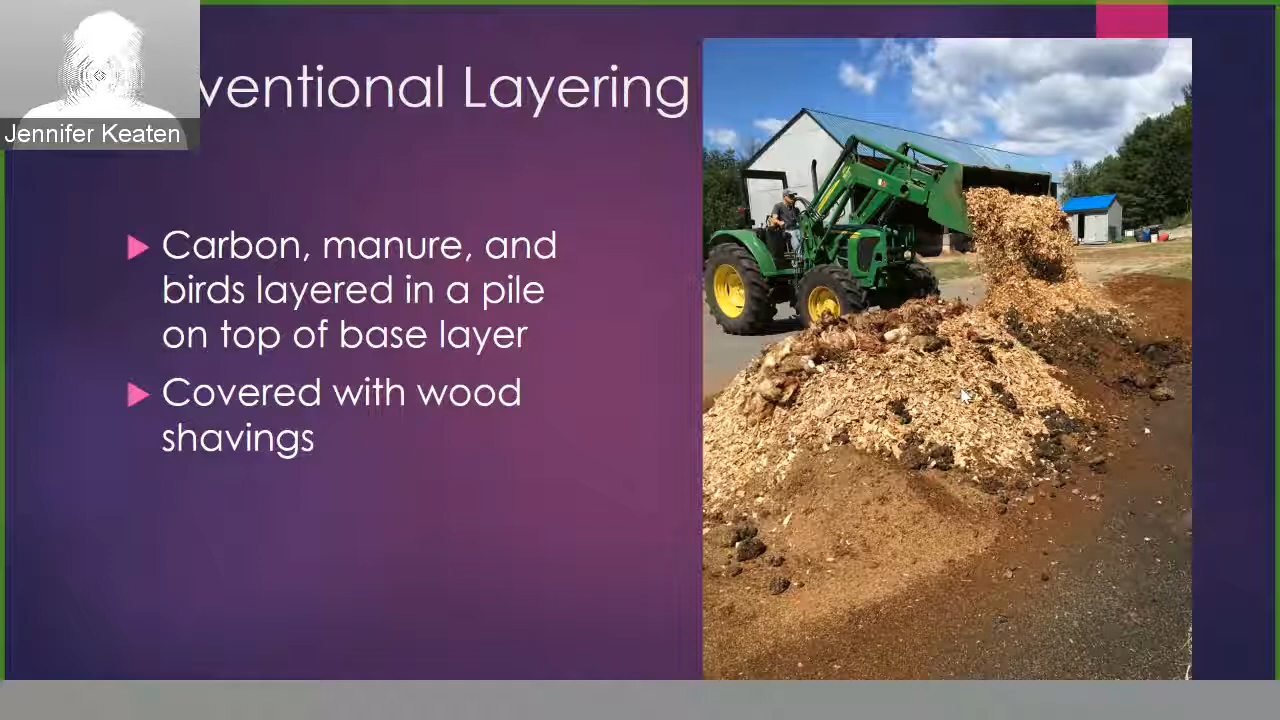 ventional Layering
Jennifer Keaten
Carbon, manure, and
birds layered in a pile
on top of base layer
Covered with wood
shavings